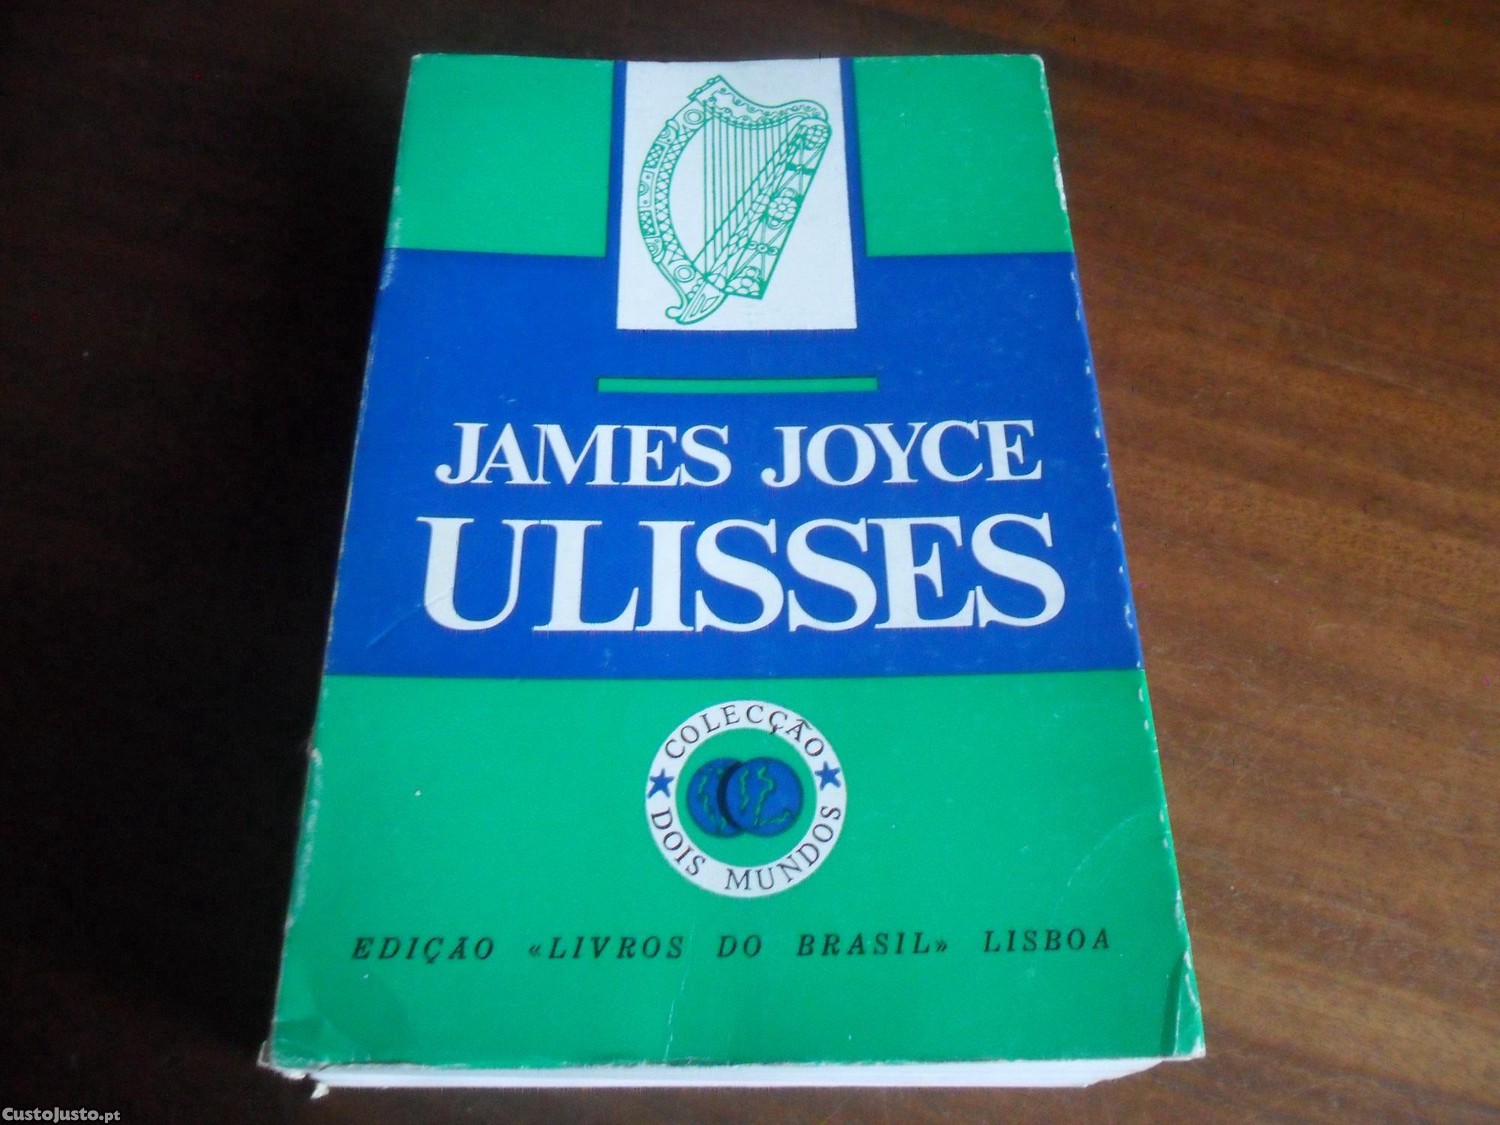 JAMES JOYCE
ULISSES
COLECÇÃO
DOIS MUNDOS
EDIÇÃO «LIVROS DO BRASIL» LISBOA
CustoJusto.pt